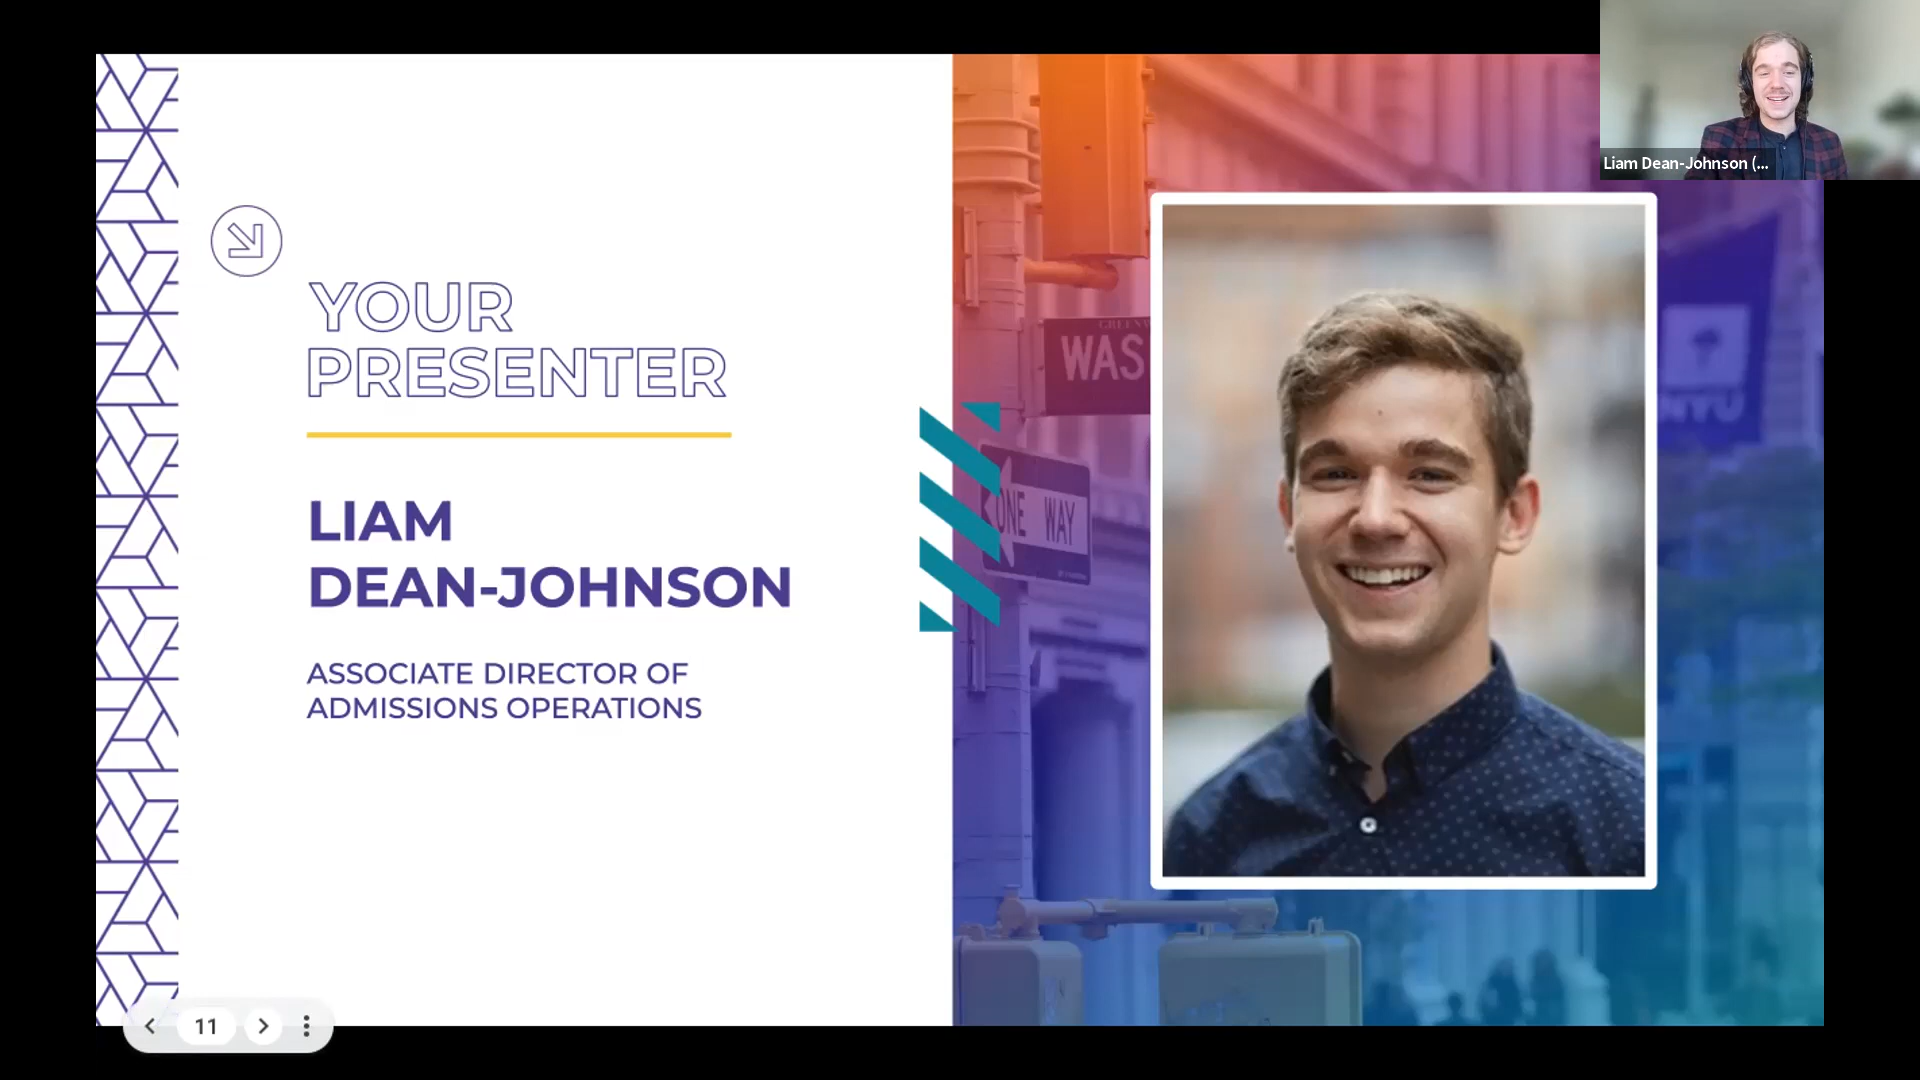 YOUR
PRESENTER
LIAM
DEAN-JOHNSON
ASSOCIATE DIRECTOR OF
ADMISSIONS OPERATIONS
WAS
ONE WAY
NYU
Liam Dean-Johnson (...
11